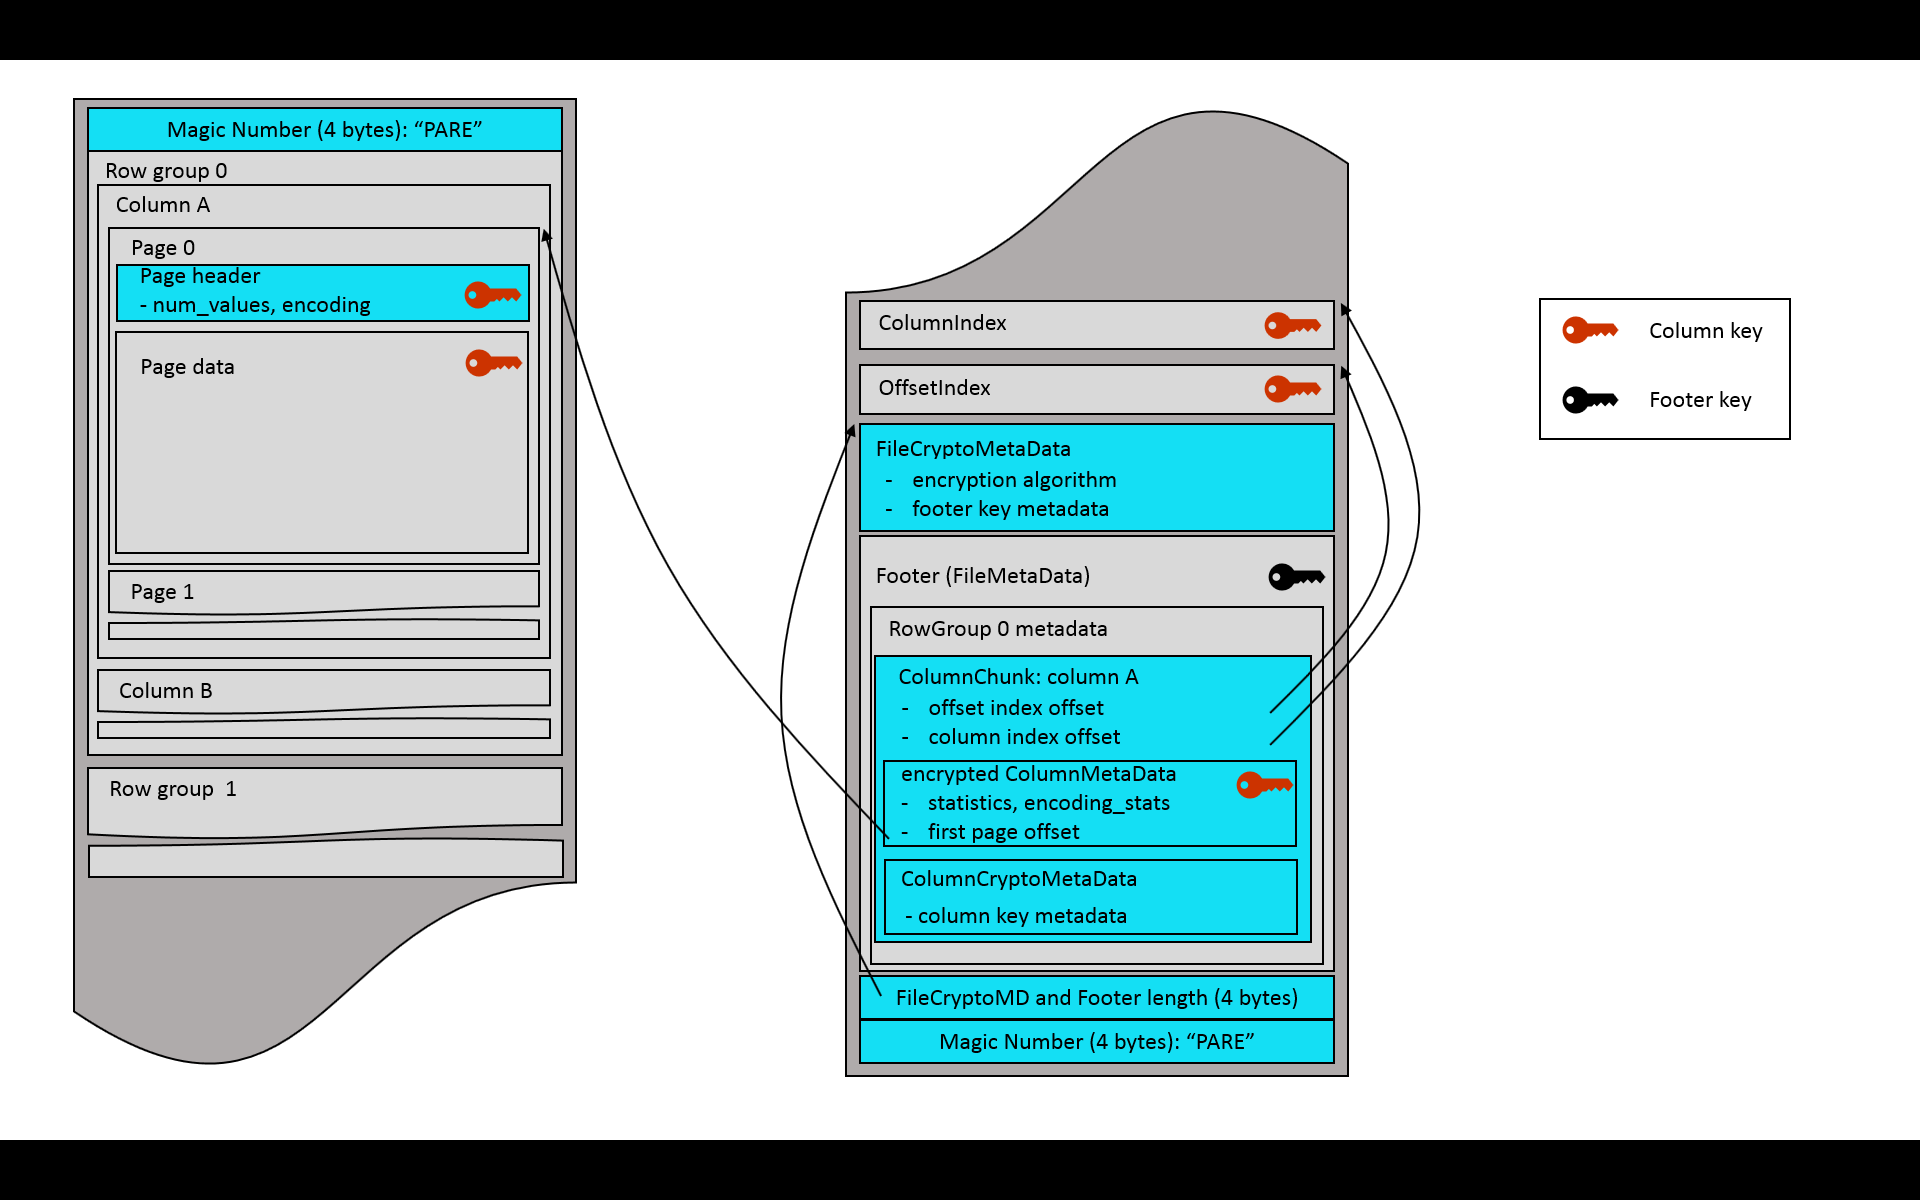 Magic Number (4 bytes): “PARE”
Row group 0
Column A
Page 0
Page header
- num_values, encoding
Page data
Page 1
Column B
Row group 1
ColumnIndex
OffsetIndex
FileCryptoMetaData
- encryption algorithm
- footer key metadata
Footer (FileMetaData)
RowGroup 0 metadata
ColumnChunk: column A
- offset index offset
- column index offset
encrypted ColumnMetaData
- statistics, encoding_stats
- first page offset
ColumnCryptoMetaData
- column key metadata
FileCryptoMD and Footer length (4 bytes)
Magic Number (4 bytes): “PARE”
Column key
Footer key